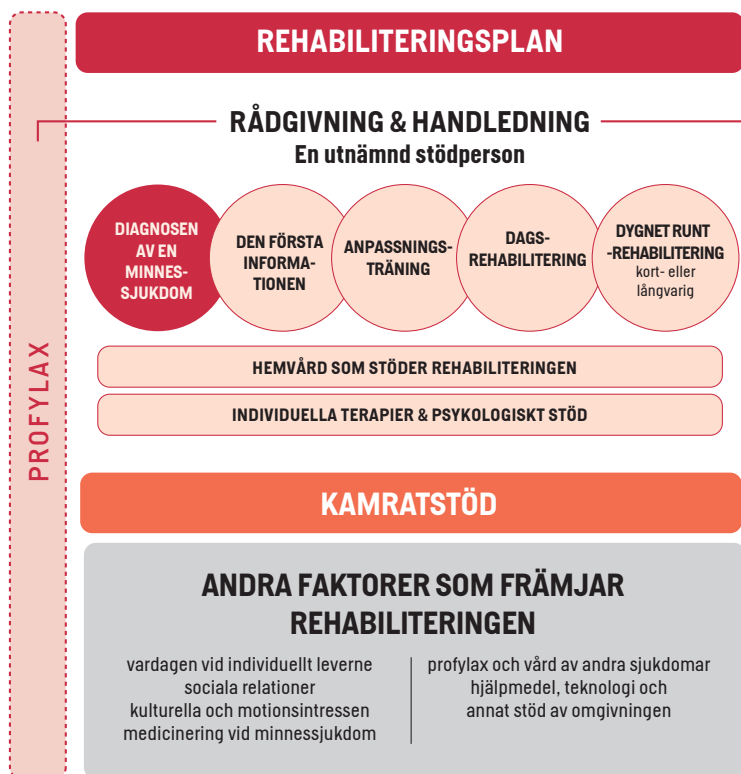 PROFYLAX
REHABILITERINGSPLAN
RÅDGIVNING & HANDLEDNING
En utnämnd stödperson
DIAGNOSEN
AV EN
MINNES-
SJUKDOM
DEN FÖRSTA
INFORMA-
TIONEN
ANPASSNINGS-
TRÄNING
DAGS-
REHABILITERING
DYGNET RUNT
-REHABILITERING
kort- eller
långvarig
HEMVÅRD SOM STÖDER REHABILITERINGEN
INDIVIDUELLA TERAPIER & PSYKOLOGISKT STÖD
KAMRATSTÖD
ANDRA FAKTORER SOM FRÄMJAR
REHABILITERINGEN
vardagen vid individuellt leverne
sociala relationer
kulturella och motionsintressen
medicinering vid minnessjukdom
profylax och vård av andra sjukdomar
hjälpmedel, teknologi och
annat stöd av omgivningen